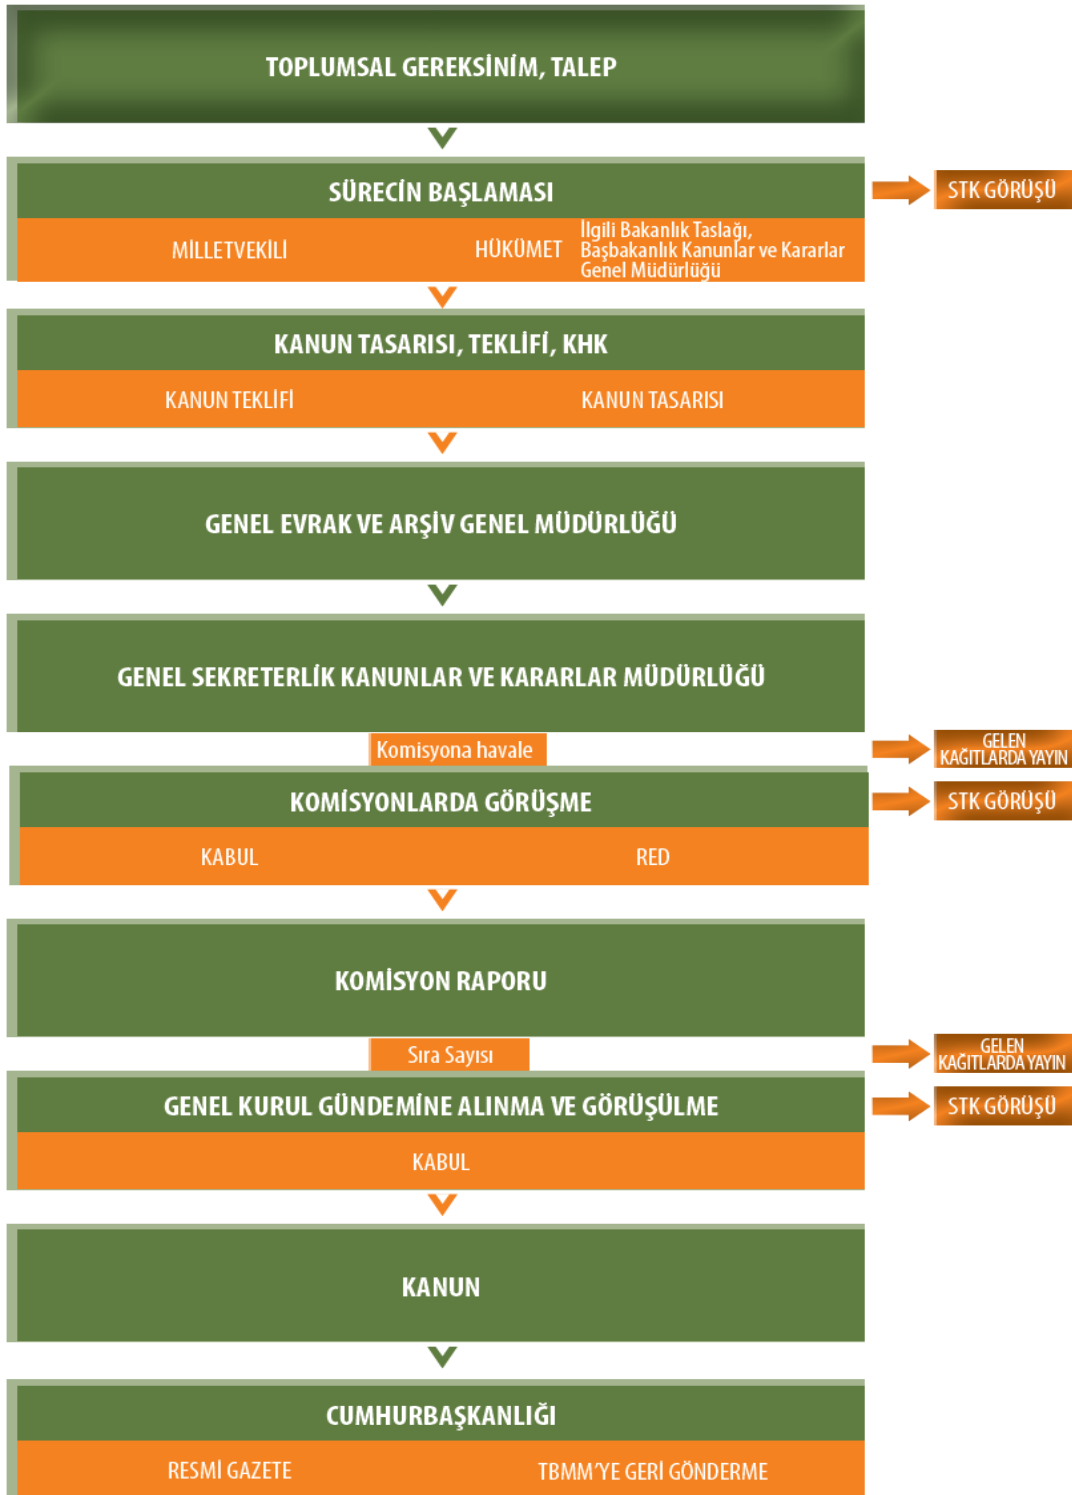 TOPLUMSAL GEREKSİNİM, TALEP
SÜRECİN BAŞLAMASI
STK GÖRÜŞÜ
MİLLETVEKİLİ
HÜKÜMET
İlgili Bakanlık Taslağı,
Başbakanlık Kanunlar ve Kararlar
Genel Müdürlüğü
KANUN TASARISI, TEKLİFİ, KHK
KANUN TEKLİFİ
KANUN TASARISI
GENEL EVRAK VE ARŞİV GENEL MÜDÜRLÜĞÜ
GENEL SEKRETERLİK KANUNLAR VE KARARLAR MÜDÜRLÜĞÜ
Komisyona havale
GELEN
KAĞITLARDA YAYIN
KOMİSYONLARDA GÖRÜŞME
STK GÖRÜŞÜ
KABUL
RED
KOMİSYON RAPORU
Sıra Sayısı
GELEN
KAĞITLARDA YAYIN
GENEL KURUL GÜNDEMİNE ALINMA VE GÖRÜŞÜLME
STK GÖRÜŞÜ
KABUL
KANUN
CUMHURBAŞKANLIĞI
RESMİ GAZETE
TBMM'YE GERİ GÖNDERME